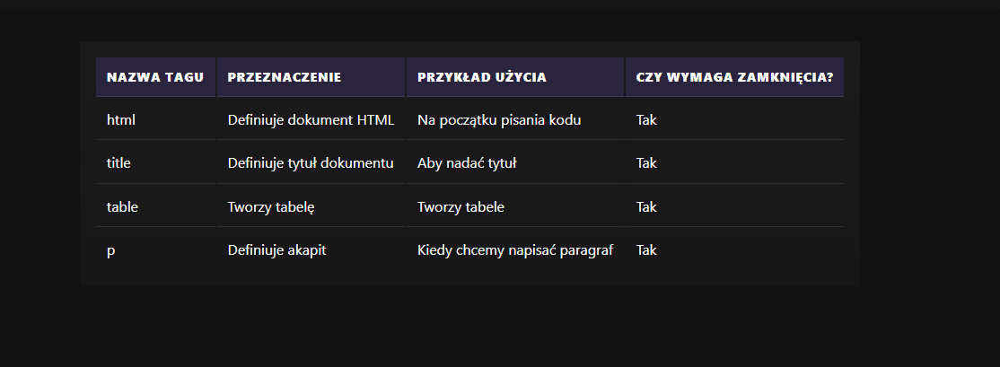 NAZWA TAGU PRZEZNACZENIE PRZYKŁAD UŻYCIA CZY WYMAGA ZAMKNIĘCIA?
html Definiuje dokument HTML Na początku pisania kodu Tak
title Definiuje tytuł dokumentu Aby nadać tytuł Tak
table Tworzy tabelę Tworzy tabele Tak
p Definiuje akapit Kiedy chcemy napisać paragraf Tak